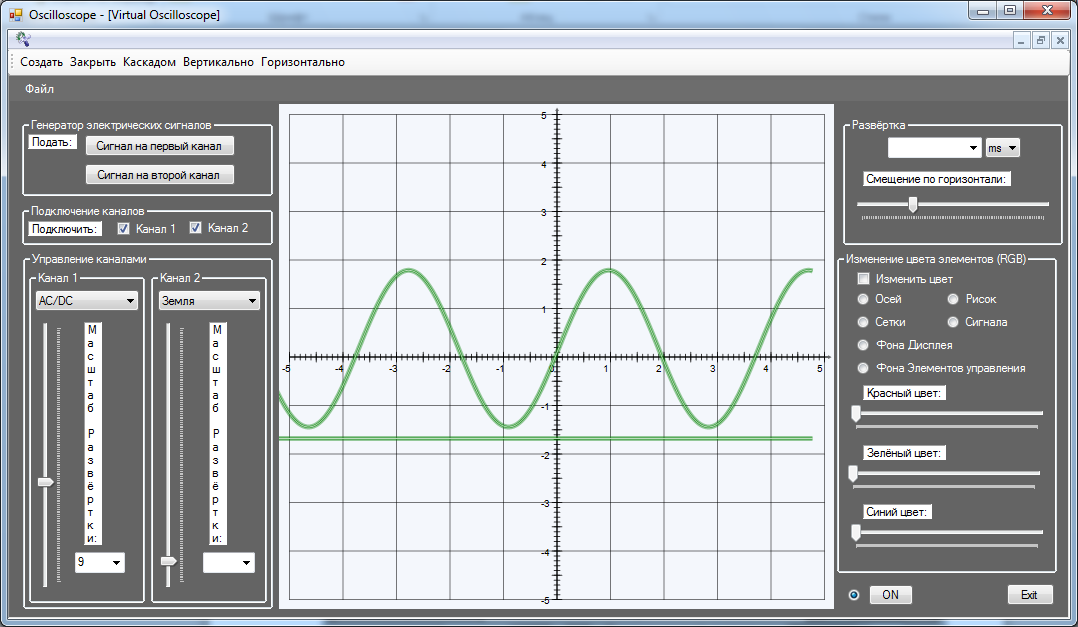 Oscilloscope - [Virtual Oscilloscope]
Создать Закрыть Каскадом Вертикально Горизонтально
Файл
Генератор электрических сигналов
Подать:
Сигнал на первый канал
Сигнал на второй канал
Подключение каналов
Подключить:
Канал 1
Канал 2
Управление каналами
Канал 1
AC/DC
Масштаб Развёртки:
9
Канал 2
Земля
Масштаб Развёртки:
5
4
3
2
1
-5 -4 -3 -2 -1 0 1 2 3 4 5
-1
-2
-3
-4
-5
Развёртка
ms
Смещение по горизонтали:
Изменение цвета элементов (RGB)
Изменить цвет
Осей
Рисок
Сетки
Сигнала
Фона Дисплея
Фона Элементов управления
Красный цвет:
Зелёный цвет:
Синий цвет:
ON
Exit